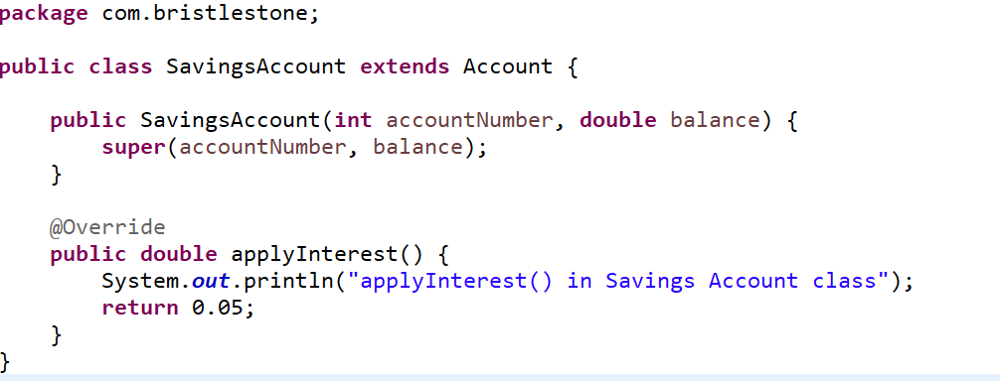 package com.bristlestone;
public class SavingsAccount extends Account {
public SavingsAccount(int accountNumber, double balance) {
super(accountNumber, balance);
}
@Override
public double applyInterest() {
System.out.println("applyInterest() in Savings Account class");
return 0.05;
}
}